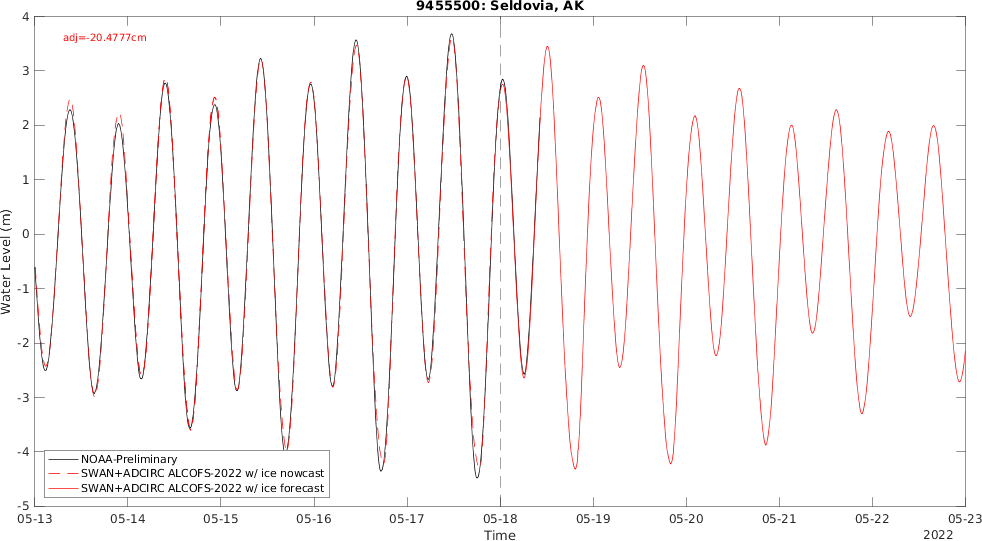 9455500: Seldovia, AK
adj=-20.4777cm
4
3
2
1
0
-1
-2
-3
-4
-5
Water Level (m)
NOAA-Preliminary
SWAN+ADCIRC ALCOFS-2022 w/ ice nowcast
SWAN+ADCIRC ALCOFS-2022 w/ ice forecast
05-13 05-14 05-15 05-16 05-17 05-18 05-19 05-20 05-21 05-22 05-23
Time
2022